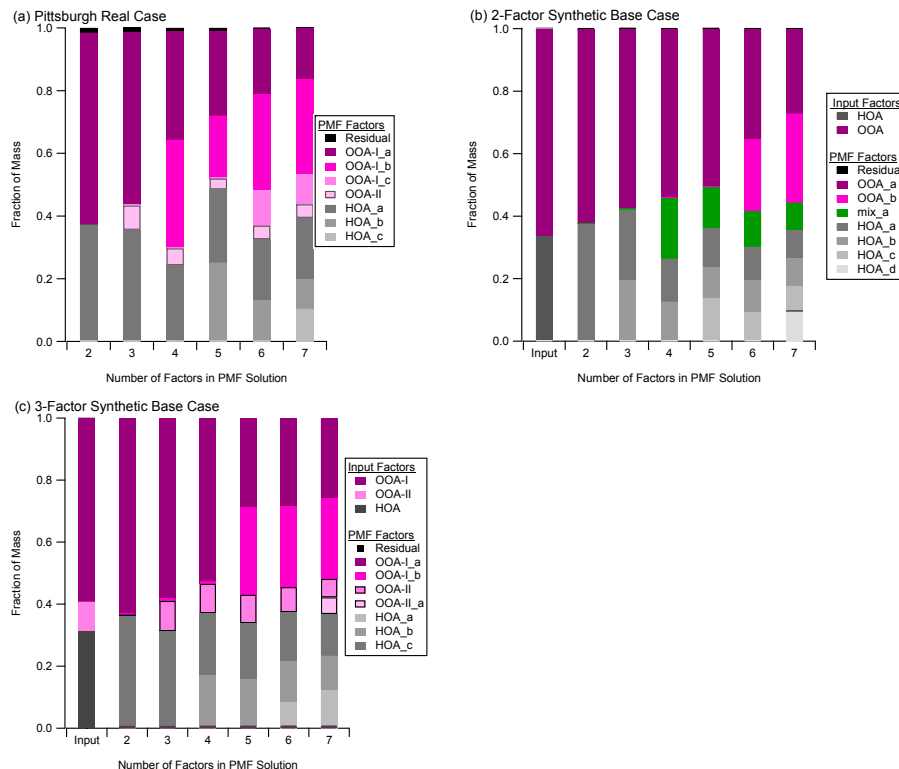 (a) Pittsburgh Real Case
1.0
0.8
0.6
0.4
0.2
0.0
Fraction of Mass
2 3 4 5 6 7
Number of Factors in PMF Solution
PMF Factors
Residual
OOA-I_a
OOA-I_b
OOA-I_c
OOA-II
HOA_a
HOA_b
HOA_c
(b) 2-Factor Synthetic Base Case
1.0
0.8
0.6
0.4
0.2
0.0
Fraction of Mass
Input 2 3 4 5 6 7
Number of Factors in PMF Solution
Input Factors
HOA
OOA
PMF Factors
Residual
OOA_a
OOA_b
mix_a
HOA_a
HOA_b
HOA_c
HOA_d
(c) 3-Factor Synthetic Base Case
1.0
0.8
0.6
0.4
0.2
0.0
Fraction of Mass
Input 2 3 4 5 6 7
Number of Factors in PMF Solution
Input Factors
OOA-I
OOA-II
HOA
PMF Factors
Residual
OOA-I_a
OOA-I_b
OOA-II
OOA-II_a
HOA_a
HOA_b
HOA_c